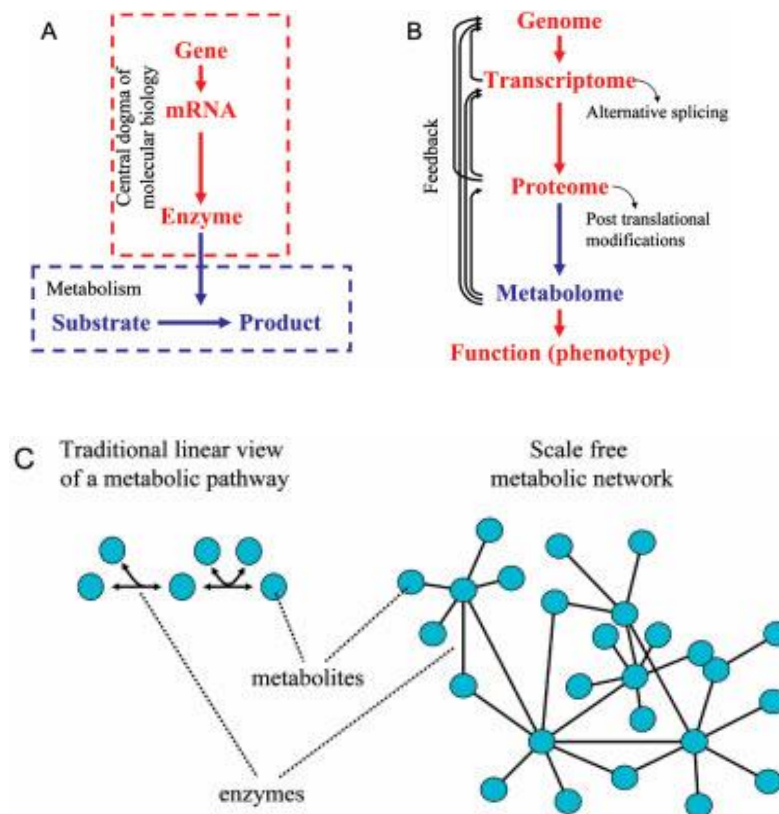 A
Gene
mRNA
Enzyme
Central dogma of
molecular biology
Metabolism
Substrate
Product
B
Genome
Transcriptome
Alternative splicing
Feedback
Proteome
Post translational
modifications
Metabolome
Function (phenotype)
C
Traditional linear view
of a metabolic pathway
Scale free
metabolic network
metabolites
enzymes